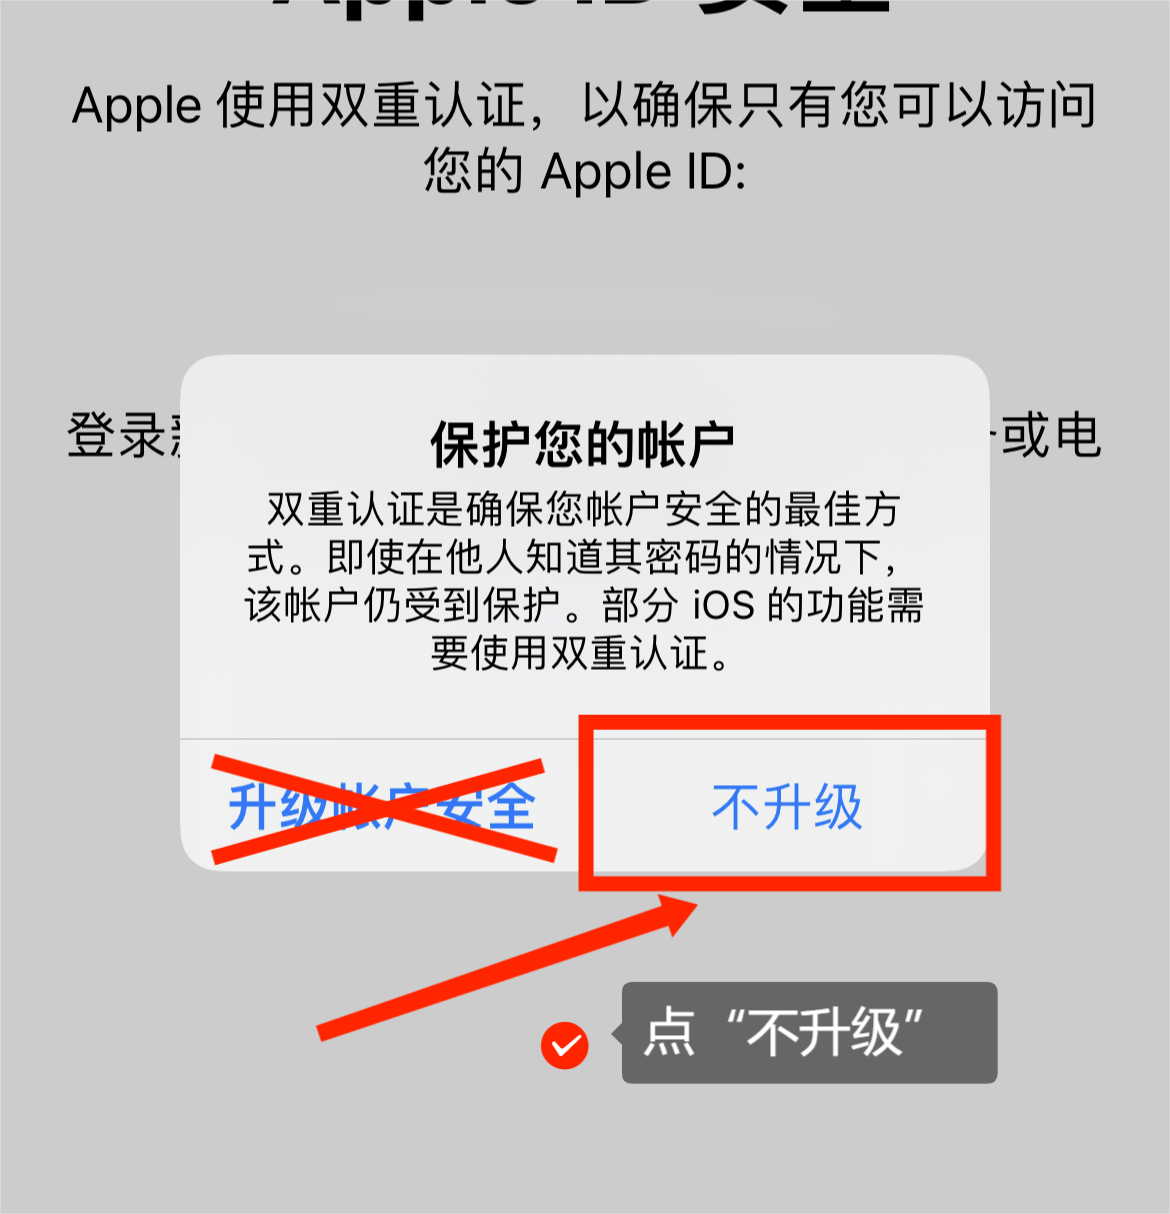 Apple ID 安全
Apple 使用双重认证，以确保只有您可以访问
您的 Apple ID:
登录
或电
保护您的帐户
双重认证是确保您帐户安全的最佳方
式。即使在他人知道其密码的情况下，
该帐户仍受到保护。部分 iOS 的功能需
要使用双重认证。
升级帐户安全
不升级
点“不升级”